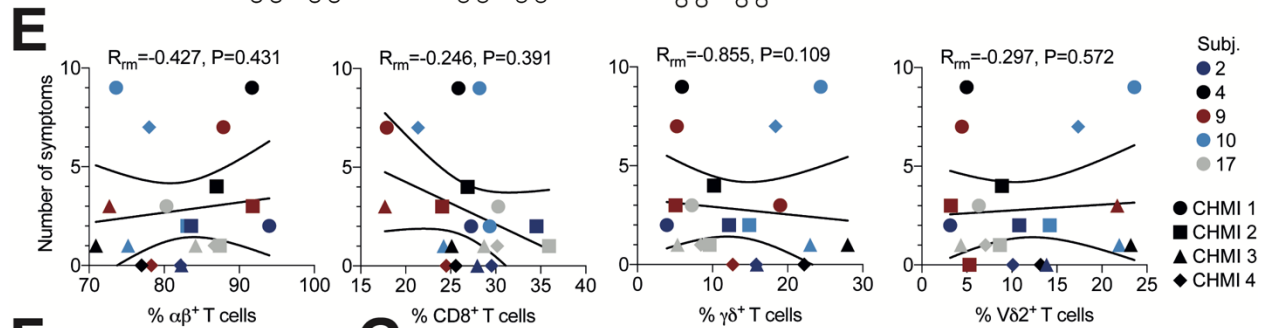 E
R_rm=-0.427, P=0.431
R_rm=-0.246, P=0.391
R_rm=-0.855, P=0.109
R_rm=-0.297, P=0.572
Number of symptoms
10
5
0
70 80 90 100
% αβ⁺ T cells
10
5
0
15 20 25 30 35 40
% CD8⁺ T cells
10
5
0
0 10 20 30
% γδ⁺ T cells
10
5
0
0 5 10 15 20 25
% Vδ2⁺ T cells
Subj.
2
4
9
10
17
CHMI 1
CHMI 2
CHMI 3
CHMI 4